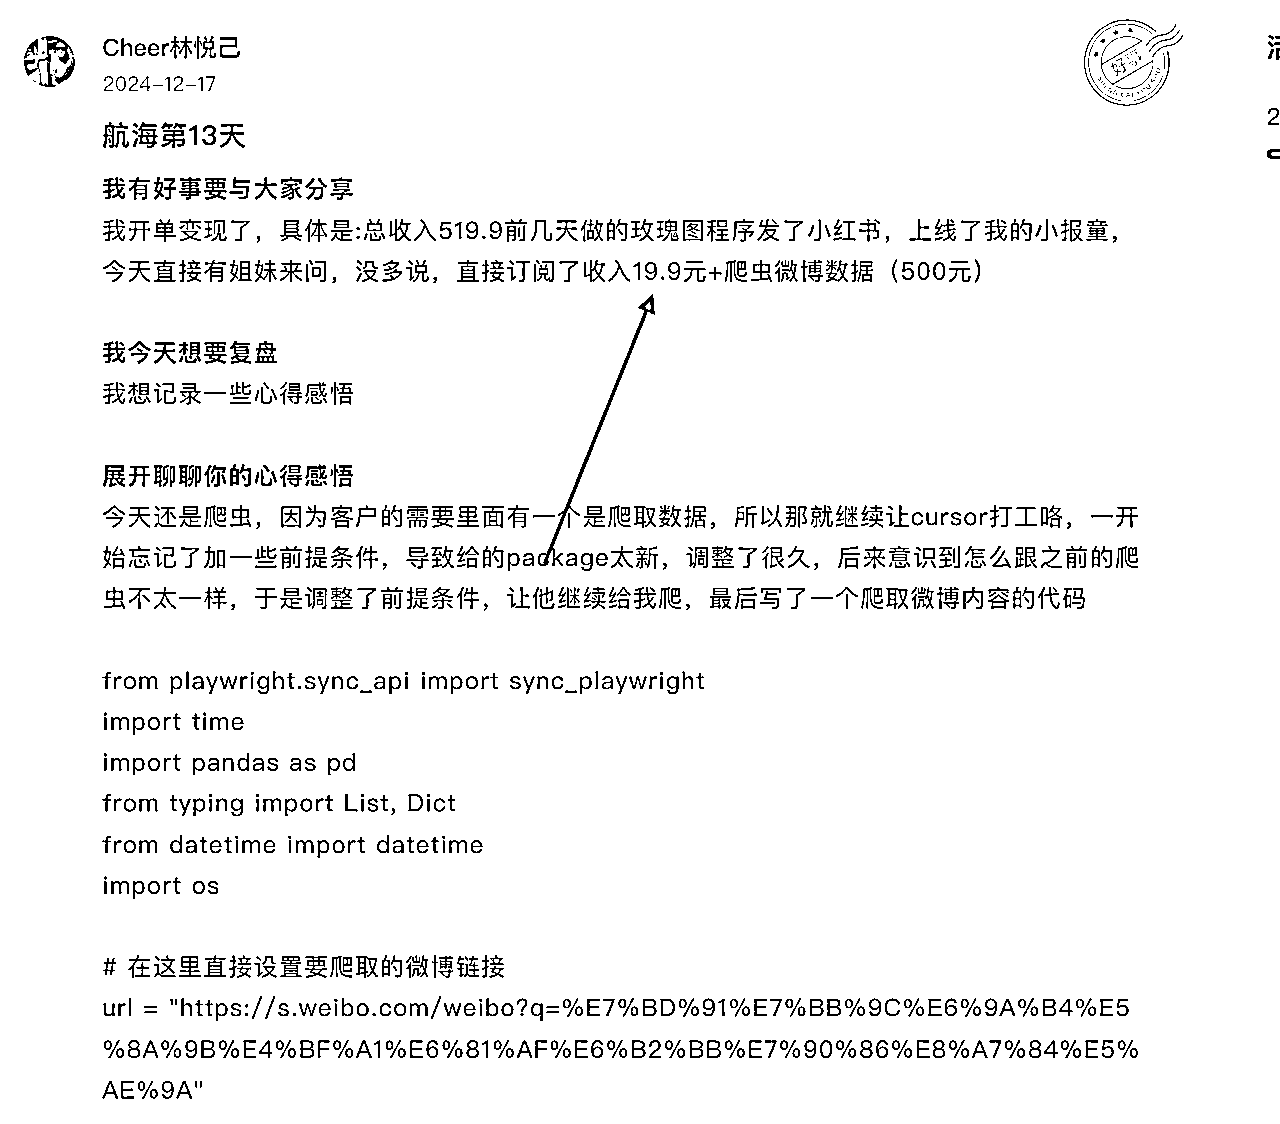 Cheer林悦己
2024-12-17
好事
航海第13天
我有好事要与大家分享
我开单变现了，具体是:总收入519.9前几天做的玫瑰图程序发了小红书，上线了我的小报童，
今天直接有姐妹来问，没多说，直接订阅了收入19.9元+爬虫微博数据（500元）
我今天想要复盘
我想记录一些心得感悟
展开聊聊你的心得感悟
今天还是爬虫，因为客户的需要里面有一个是爬取数据，所以那就继续让cursor打工咯，一开
始忘记了加一些前提条件，导致给的package太新，调整了很久，后来意识到怎么跟之前的爬
虫不太一样，于是调整了前提条件，让他继续给我爬，最后写了一个爬取微博内容的代码
from playwright.sync_api import sync_playwright
import time
import pandas as pd
from typing import List, Dict
from datetime import datetime
import os
# 在这里直接设置要爬取的微博链接
url = "https://s.weibo.com/weibo?q=%E7%BD%91%E7%BB%9C%E6%9A%B4%E5
%8A%9B%E4%BF%A1%E6%81%AF%E6%B2%BB%E7%90%86%E8%A7%84%E5%
AE%9A"